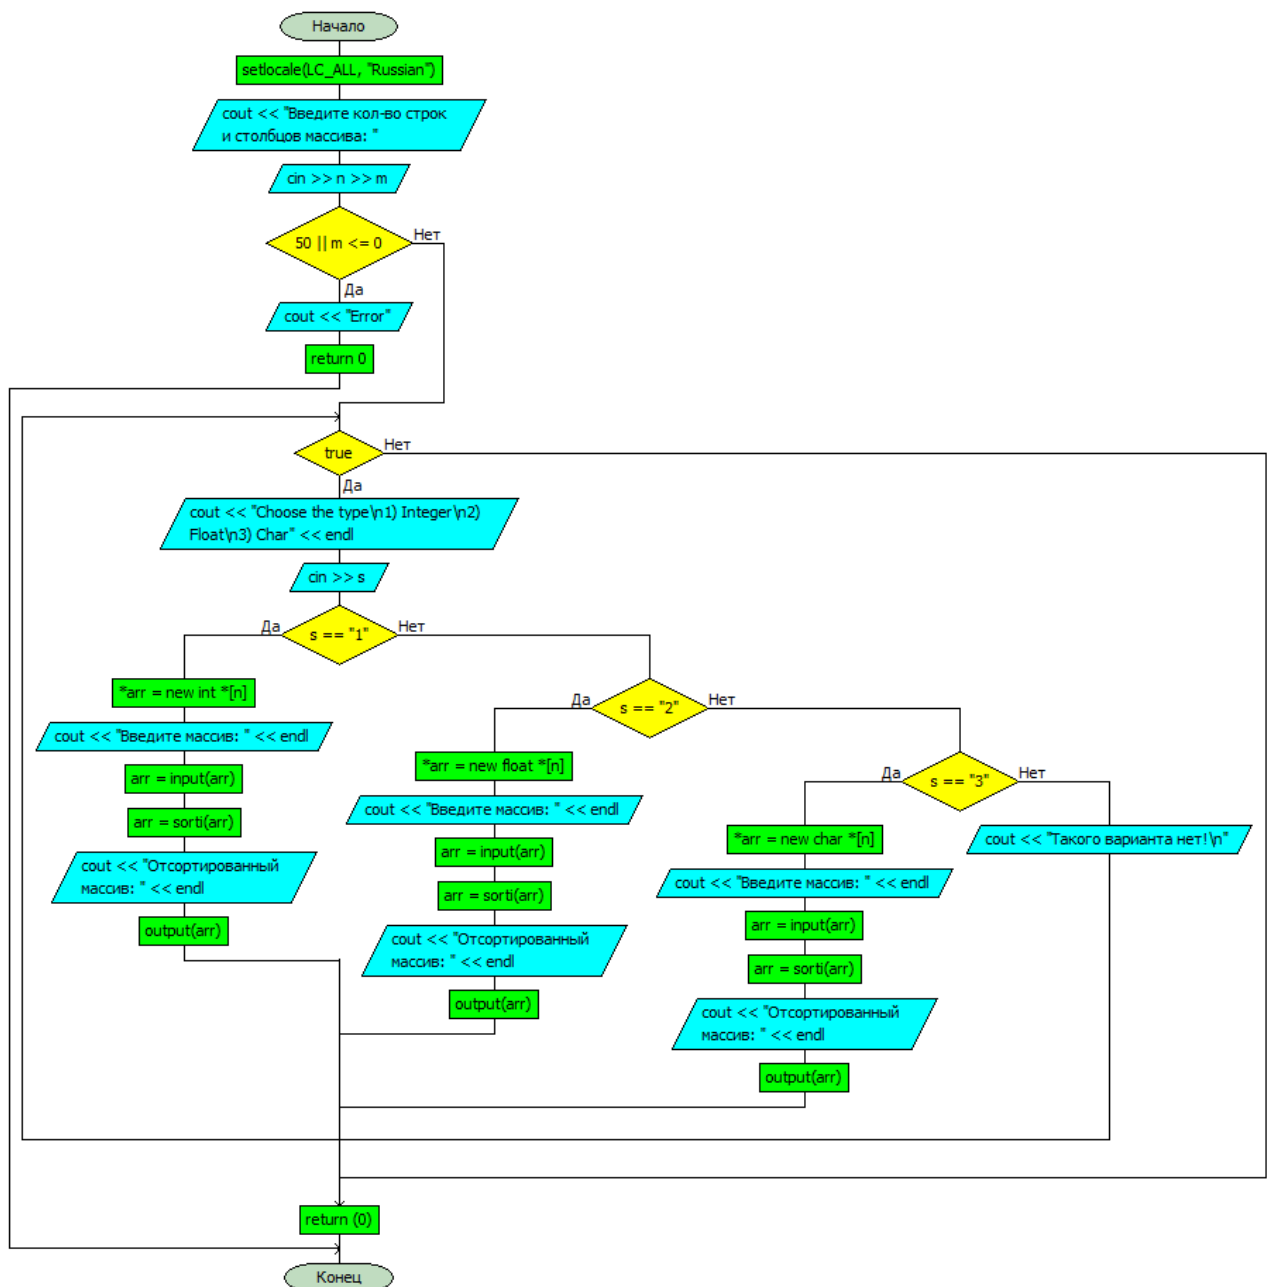 Начало
setlocale(LC_ALL, "Russian")
cout << "Введите кол-во строк
и столбцов массива: "
cin >> n >> m
50 || m <= 0
Нет
Да
cout << "Error"
return 0
true
Нет
Да
cout << "Choose the type\n1) Integer\n2)
Float\n3) Char" << endl
cin >> s
Да
s == "1"
Нет
*arr = new int *[n]
cout << "Введите массив: " << endl
arr = input(arr)
arr = sorti(arr)
cout << "Отсортированный
массив: " << endl
output(arr)
Да
s == "2"
Нет
*arr = new float *[n]
cout << "Введите массив: " << endl
arr = input(arr)
arr = sorti(arr)
cout << "Отсортированный
массив: " << endl
output(arr)
Да
s == "3"
Нет
*arr = new char *[n]
cout << "Введите массив: " << endl
arr = input(arr)
arr = sorti(arr)
cout << "Отсортированный
массив: " << endl
output(arr)
cout << "Такого варианта нет!\n"
return (0)
Конец